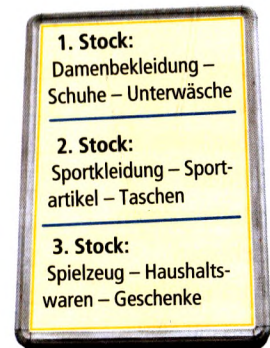 1. Stock:
Damenbekleidung –
Schuhe – Unterwäsche
2. Stock:
Sportkleidung – Sport-
artikel – Taschen
3. Stock:
Spielzeug – Haushalts-
waren – Geschenke